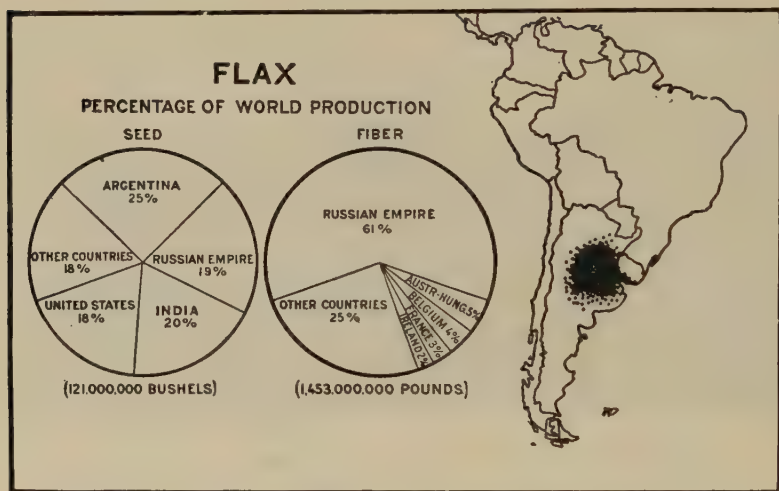 FLAX
PERCENTAGE OF WORLD PRODUCTION
SEED
ARGENTINA
25%
RUSSIAN EMPIRE
19%
INDIA
20%
UNITED STATES
18%
OTHER COUNTRIES
18%
(121.000.000 BUSHELS)
FIBER
RUSSIAN EMPIRE
61%
AUSTR-HUNG.5%
BELGIUM 4%
FRANCE 3%
IRELAND 2%
OTHER COUNTRIES
25%
(1,453.000.000 POUNDS)